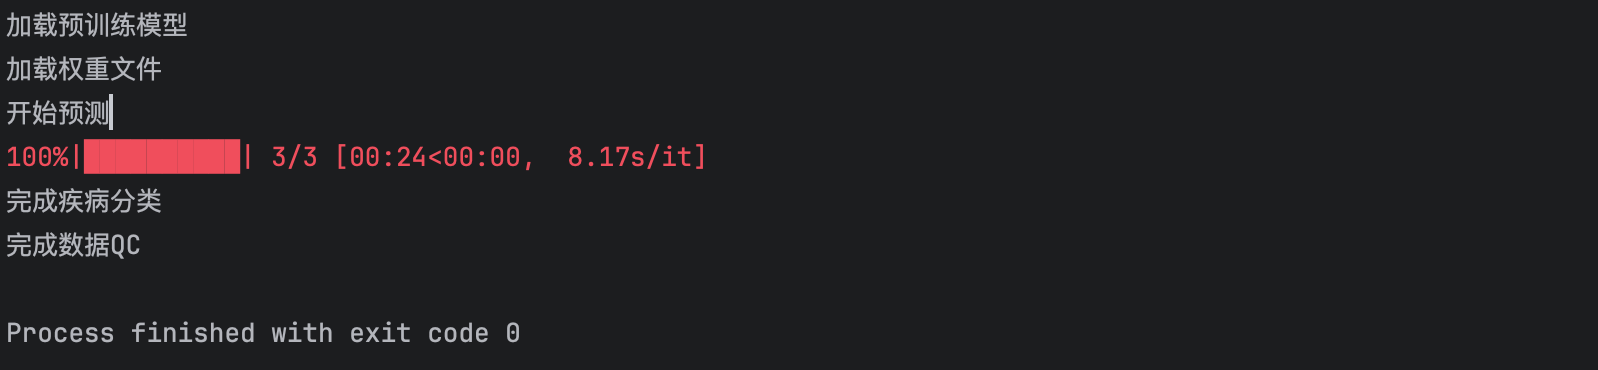 加载预训练模型
加载权重文件
开始预测
100%|██████████| 3/3 [00:24<00:00,  8.17s/it]
完成疾病分类
完成数据QC
Process finished with exit code 0